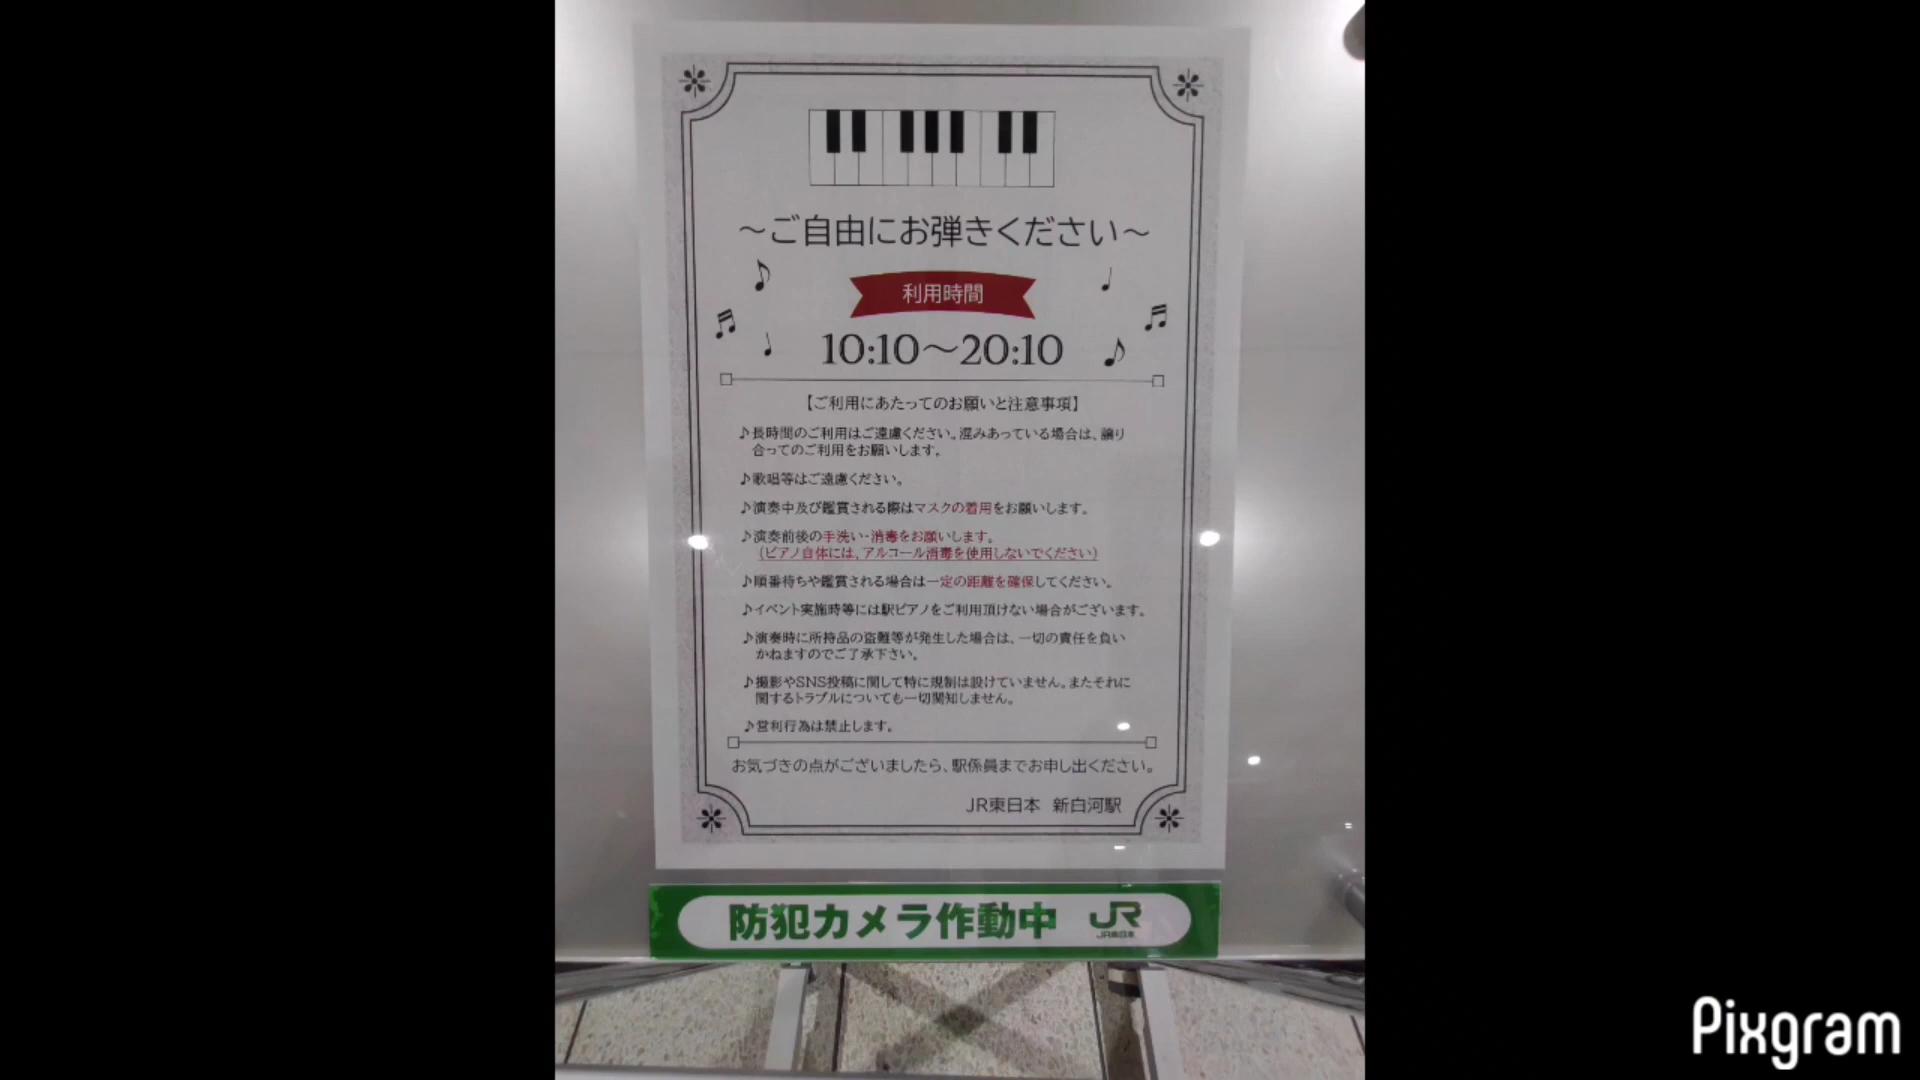 ～ご自由にお弾きください～
利用時間
10:10～20:10
【ご利用にあたってのお願いと注意事項】
♪長時間のご利用はご遠慮ください。混みあっている場合は、譲り
合ってのご利用をお願いします。
♪歌唱等はご遠慮ください。
♪演奏中及び鑑賞される際はマスクの着用をお願いします。
♪演奏前後の手洗い・消毒をお願いします。
(ピアノ自体には、アルコール消毒を使用しないでください)
♪順番待ちや鑑賞される場合は一定の距離を確保してください。
♪イベント実施時等には駅ピアノをご利用頂けない場合がございます。
♪演奏時に所持品の盗難等が発生した場合は、一切の責任を負い
かねますのでご了承下さい。
♪撮影やSNS投稿に関して特に規制は設けていません。またそれに
関するトラブルについても一切関知しません。
♪営利行為は禁止します。
お気づきの点がございましたら、駅係員までお申し出ください。
JR東日本 新白河駅
防犯カメラ作動中 JR
JR東日本
Pixgram